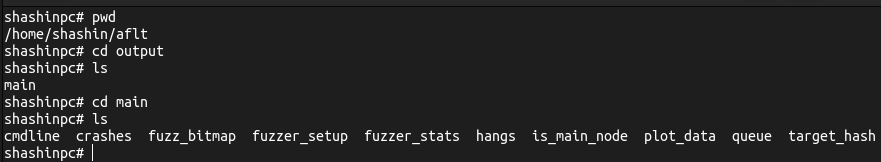 shashinpc# pwd
/home/shashin/aflt
shashinpc# cd output
shashinpc# ls
main
shashinpc# cd main
shashinpc# ls
cmdline  crashes  fuzz_bitmap  fuzzer_setup  fuzzer_stats  hangs  is_main_node  plot_data  queue  target_hash
shashinpc#